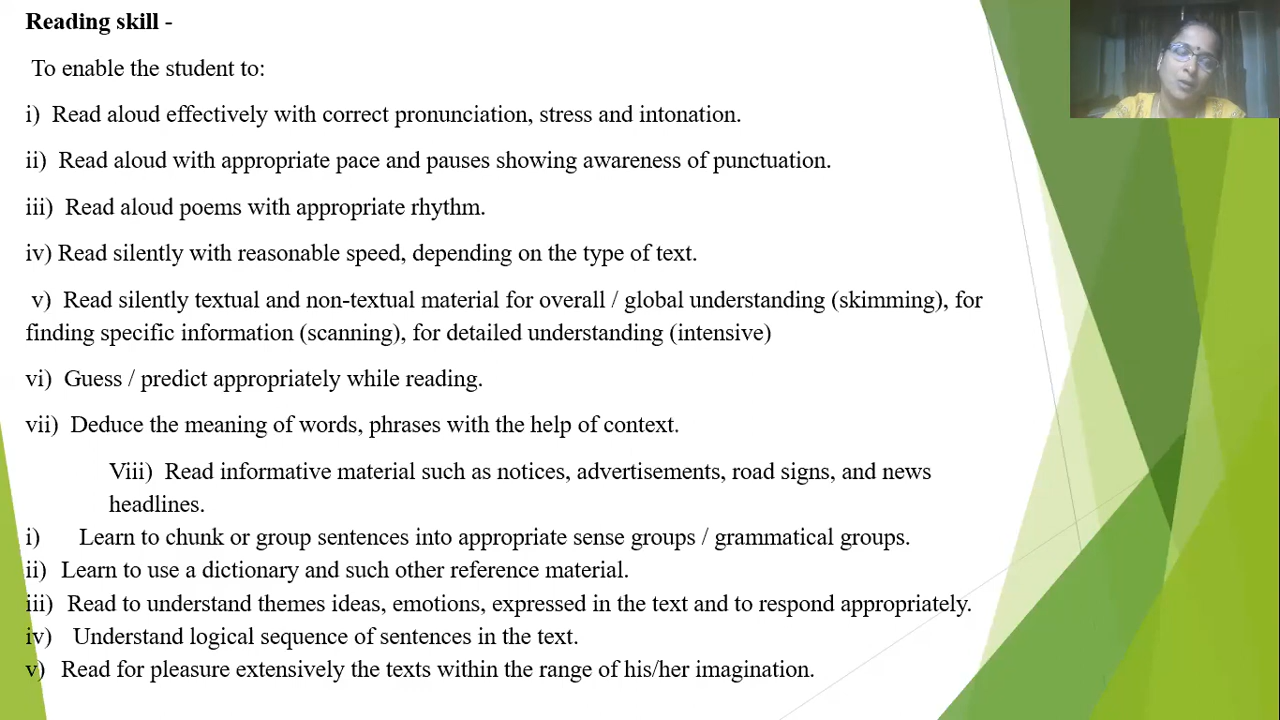 Reading skill -
To enable the student to:
i) Read aloud effectively with correct pronunciation, stress and intonation.
ii) Read aloud with appropriate pace and pauses showing awareness of punctuation.
iii) Read aloud poems with appropriate rhythm.
iv) Read silently with reasonable speed, depending on the type of text.
v) Read silently textual and non-textual material for overall / global understanding (skimming), for
finding specific information (scanning), for detailed understanding (intensive)
vi) Guess / predict appropriately while reading.
vii) Deduce the meaning of words, phrases with the help of context.
Viii) Read informative material such as notices, advertisements, road signs, and news
headlines.
i) Learn to chunk or group sentences into appropriate sense groups / grammatical groups.
ii) Learn to use a dictionary and such other reference material.
iii) Read to understand themes ideas, emotions, expressed in the text and to respond appropriately.
iv) Understand logical sequence of sentences in the text.
v) Read for pleasure extensively the texts within the range of his/her imagination.